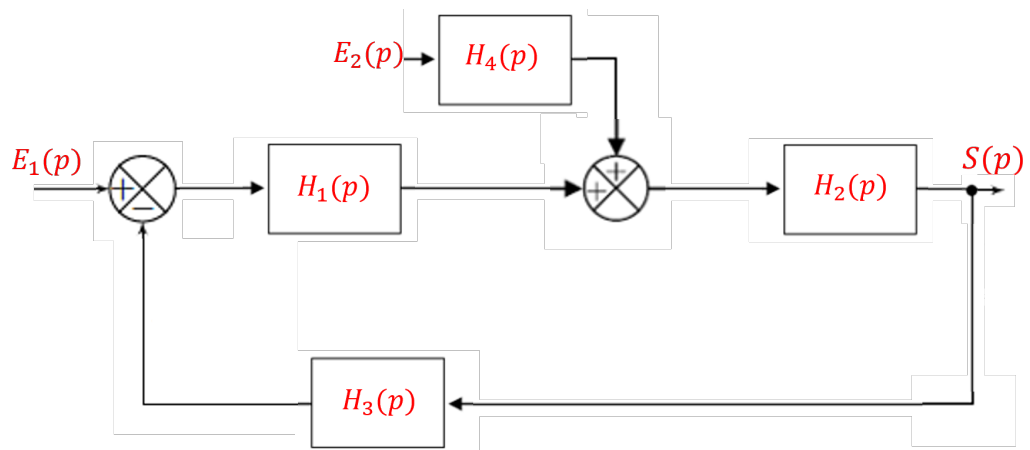 E₂(p)
H₄(p)
E₁(p)
+
−
H₁(p)
+
+
H₂(p)
S(p)
H₃(p)